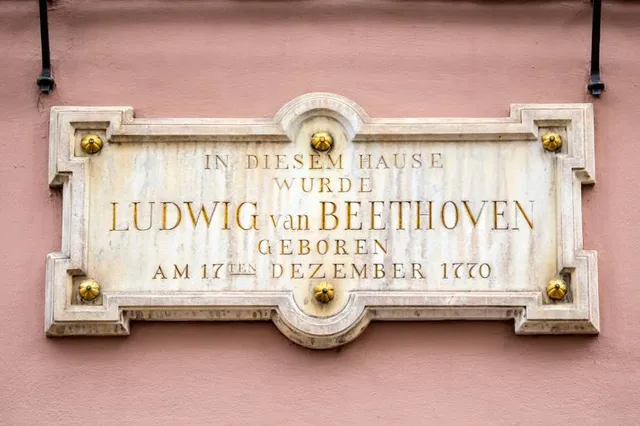 IN DIESEM HAUSE
WURDE
LUDWIG van BEETHOVEN
GEBOREN
AM 17TEN DEZEMBER 1770